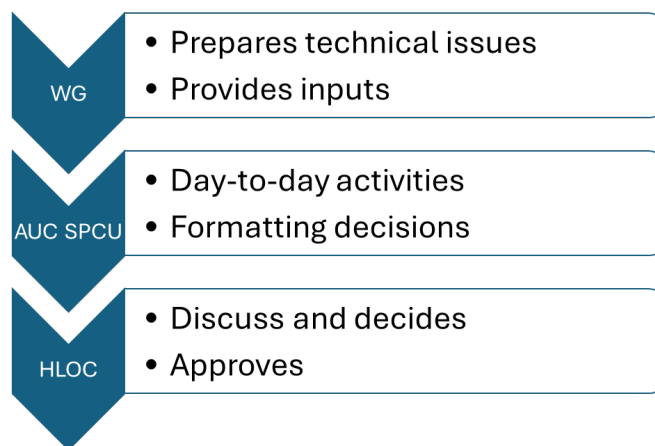 WG
• Prepares technical issues
• Provides inputs
AUC SPCU
• Day-to-day activities
• Formatting decisions
HLOC
• Discuss and decides
• Approves